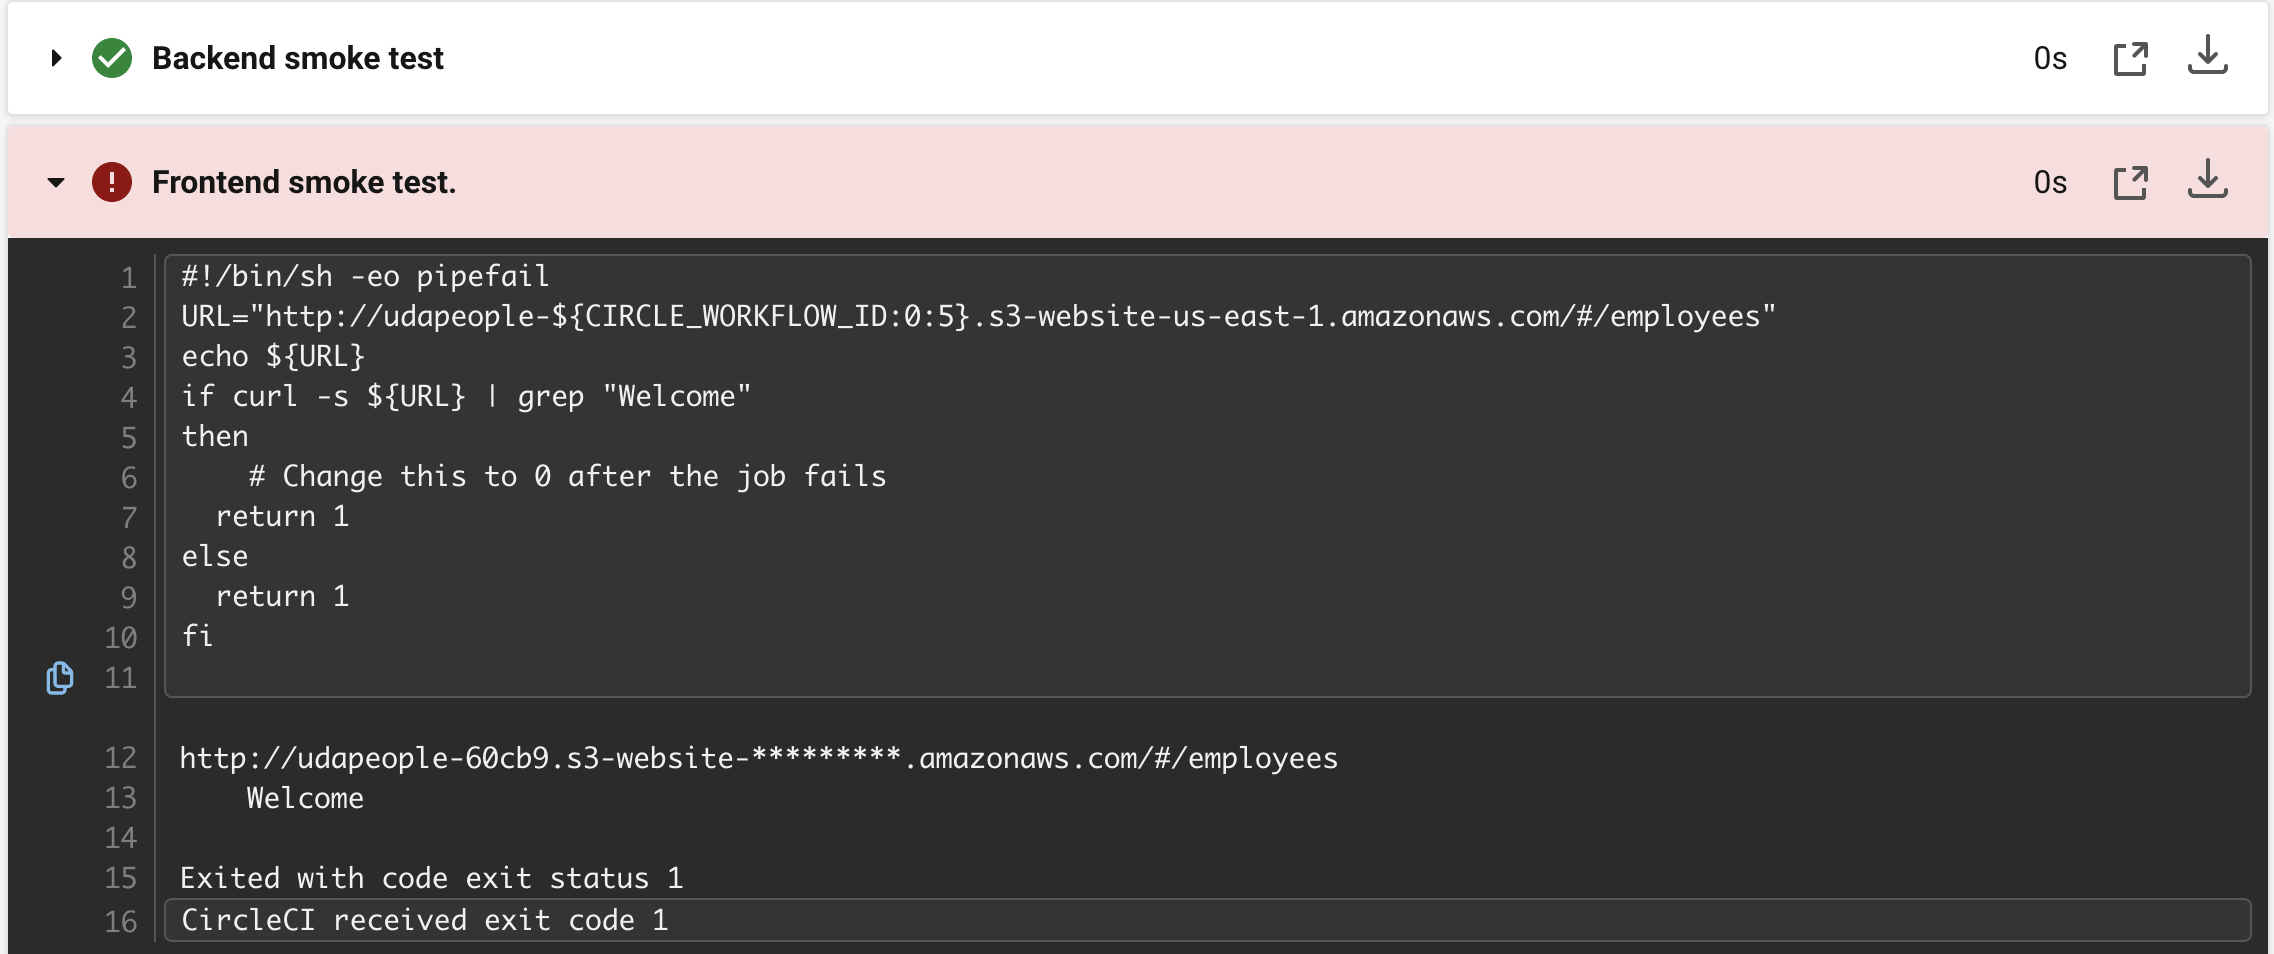 Backend smoke test 0s
Frontend smoke test. 0s
1 #!/bin/sh -eo pipefail
2 URL="http://udapeople-${CIRCLE_WORKFLOW_ID:0:5}.s3-website-us-east-1.amazonaws.com/#/employees"
3 echo ${URL}
4 if curl -s ${URL} | grep "Welcome"
5 then
6     # Change this to 0 after the job fails
7   return 1
8 else
9   return 1
10 fi
11
12 http://udapeople-60cb9.s3-website-*********.amazonaws.com/#/employees
13     Welcome
14
15 Exited with code exit status 1
16 CircleCI received exit code 1